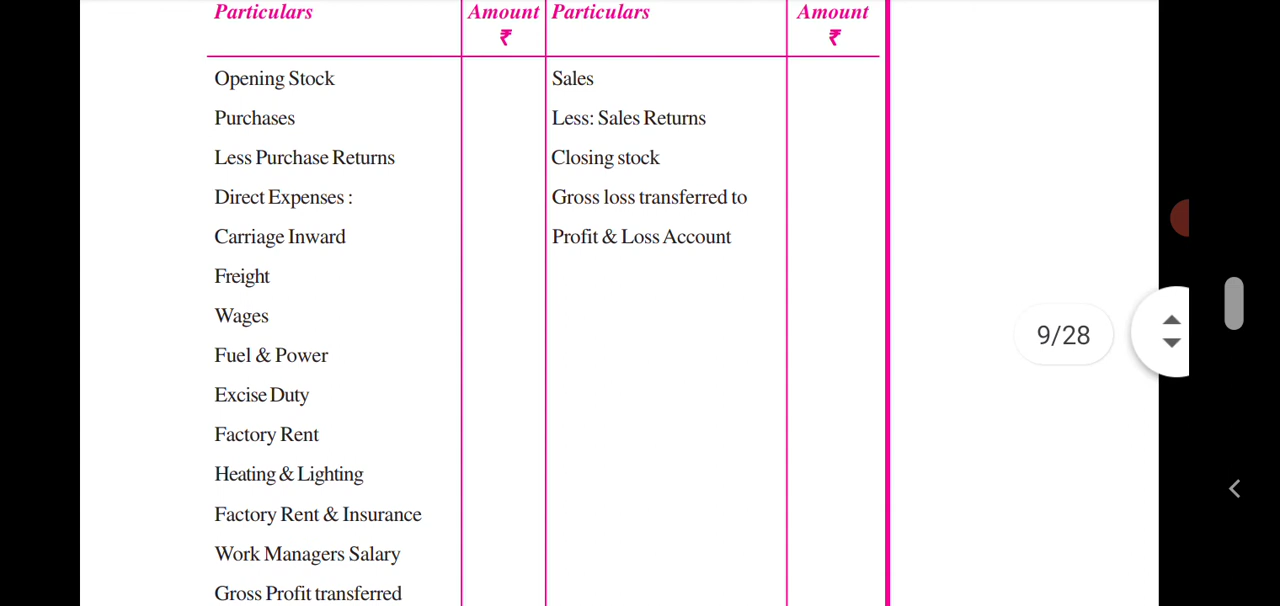 Particulars Amount Particulars Amount
₹ ₹
Opening Stock Sales
Purchases Less: Sales Returns
Less Purchase Returns Closing stock
Direct Expenses : Gross loss transferred to
Carriage Inward Profit & Loss Account
Freight
Wages
9/28
Fuel & Power
Excise Duty
Factory Rent
Heating & Lighting
Factory Rent & Insurance
Work Managers Salary
Gross Profit transferred